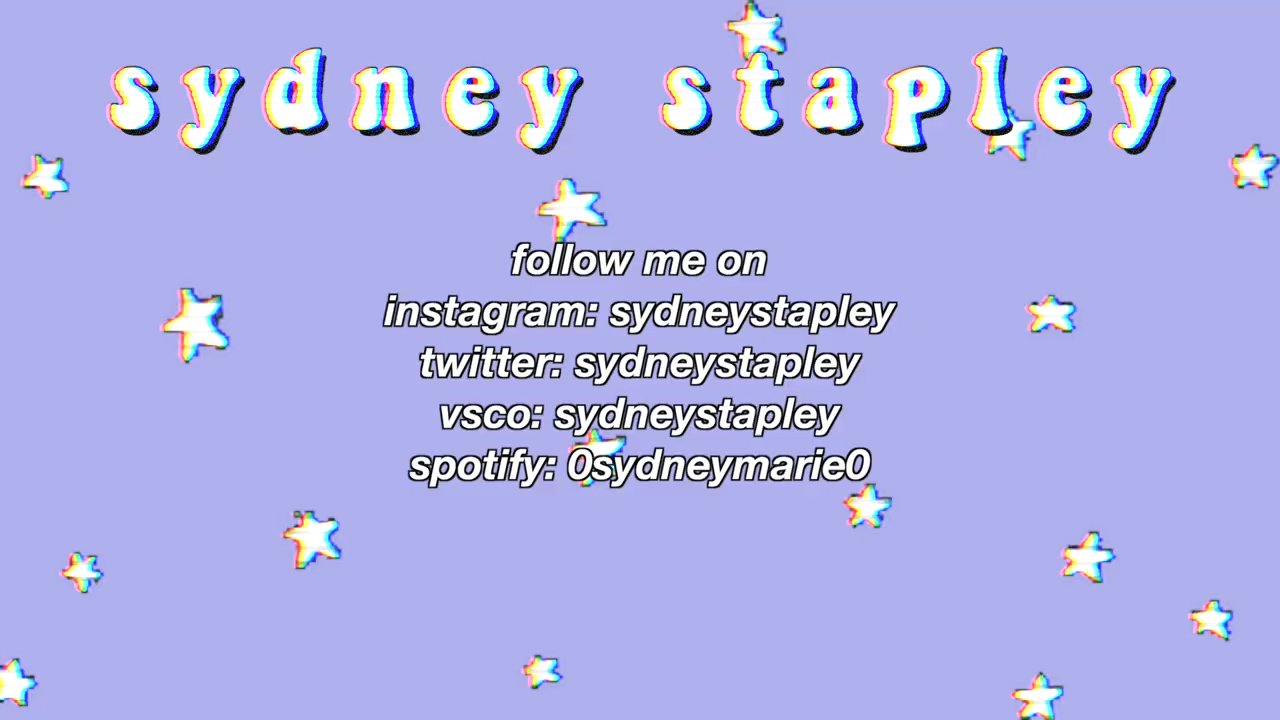 sydney stapley
follow me on
instagram: sydneystapley
twitter: sydneystapley
vsco: sydneystapley
spotify: 0sydneymarie0